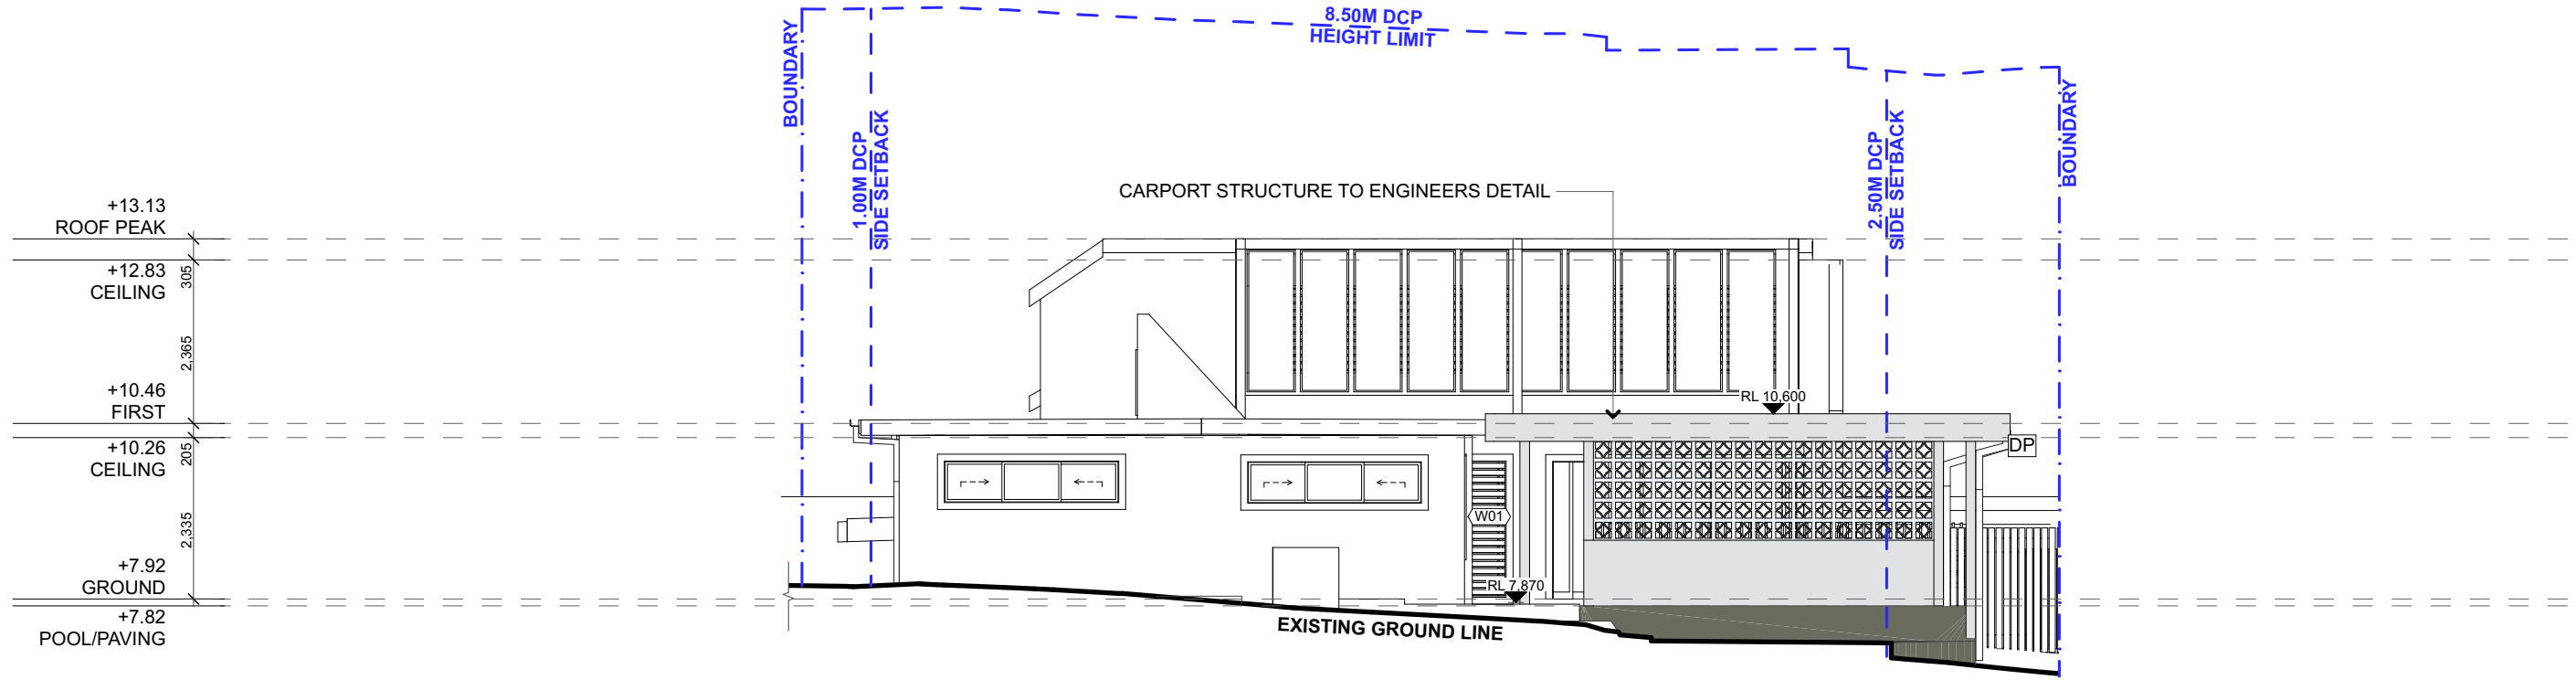 8.50M DCP
HEIGHT LIMIT
BOUNDARY
1.00M DCP
SIDE SETBACK
2.50M DCP
SIDE SETBACK
BOUNDARY
CARPORT STRUCTURE TO ENGINEERS DETAIL
+13.13
ROOF PEAK
+12.83
CEILING
305
2,365
+10.46
FIRST
RL 10,600
+10.26
CEILING
205
DP
2,335
W01
+7.92
GROUND
RL 7,870
+7.82
POOL/PAVING
EXISTING GROUND LINE